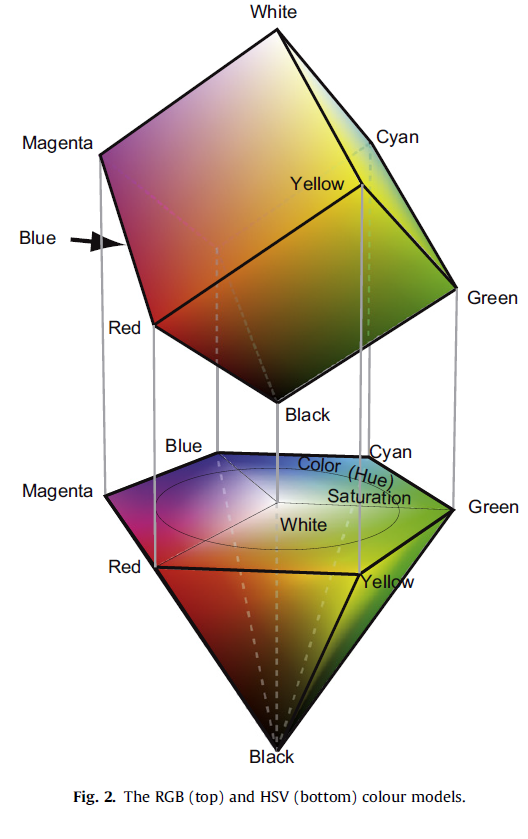 White
Magenta
Cyan
Yellow
Blue
Green
Red
Black
Blue
Cyan
Color (Hue)
Magenta
Saturation
Green
White
Red
Yellow
Black
Fig. 2. The RGB (top) and HSV (bottom) colour models.